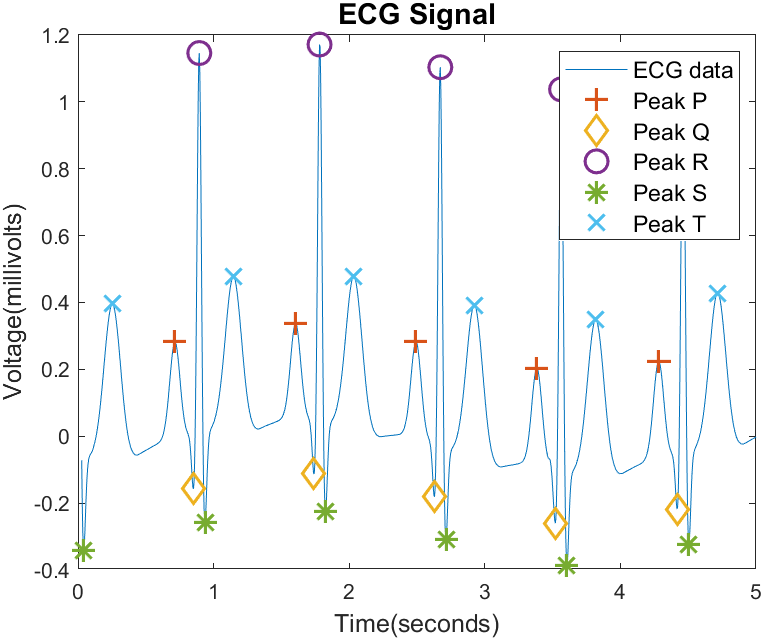 ECG Signal
Voltage(millivolts)
1.2
1
0.8
0.6
0.4
0.2
0
-0.2
-0.4
ECG data
Peak P
Peak Q
Peak R
Peak S
Peak T
0 1 2 3 4 5
Time(seconds)